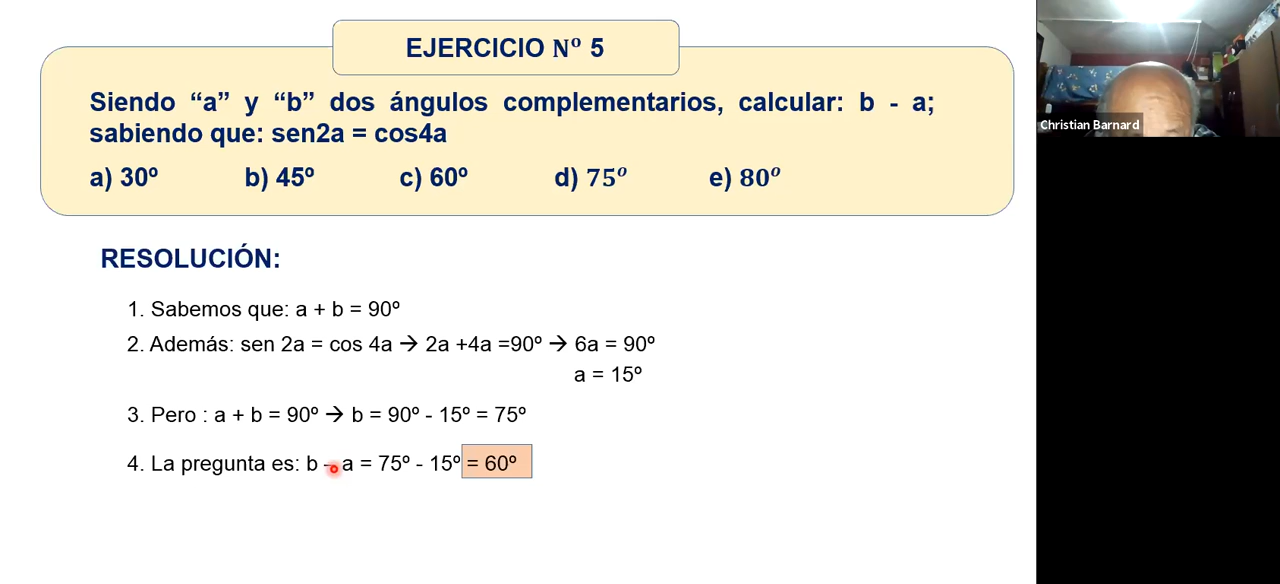 EJERCICIO Nº 5
Siendo “a” y “b” dos ángulos complementarios, calcular: b - a;
sabiendo que: sen2a = cos4a
a) 30º b) 45º c) 60º d) 75º e) 80º
RESOLUCIÓN:
1. Sabemos que: a + b = 90º
2. Además: sen 2a = cos 4a → 2a +4a =90º → 6a = 90º
a = 15º
3. Pero : a + b = 90º → b = 90º - 15º = 75º
4. La pregunta es: b - a = 75º - 15º = 60º
Christian Barnard